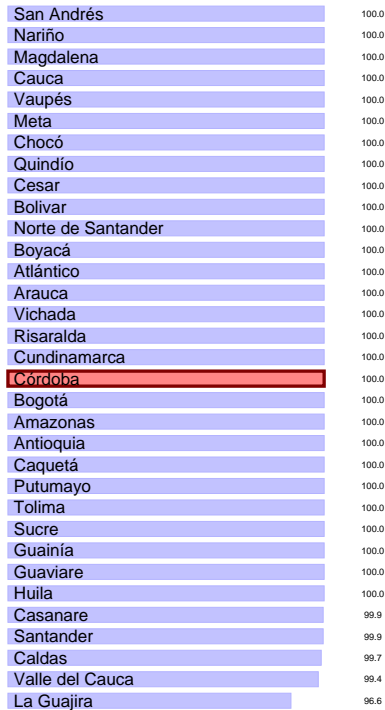 San Andrés 100.0
Nariño 100.0
Magdalena 100.0
Cauca 100.0
Vaupés 100.0
Meta 100.0
Chocó 100.0
Quindío 100.0
Cesar 100.0
Bolivar 100.0
Norte de Santander 100.0
Boyacá 100.0
Atlántico 100.0
Arauca 100.0
Vichada 100.0
Risaralda 100.0
Cundinamarca 100.0
Córdoba 100.0
Bogotá 100.0
Amazonas 100.0
Antioquia 100.0
Caquetá 100.0
Putumayo 100.0
Tolima 100.0
Sucre 100.0
Guainía 100.0
Guaviare 100.0
Huila 100.0
Casanare 99.9
Santander 99.9
Caldas 99.7
Valle del Cauca 99.4
La Guajira 96.6